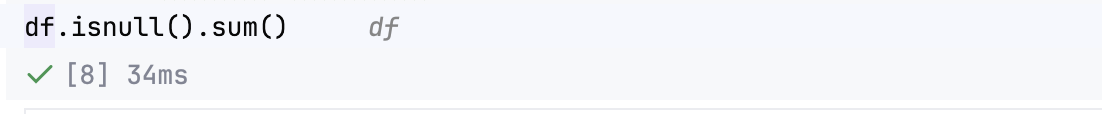 df.isnull().sum() df
[8] 34ms